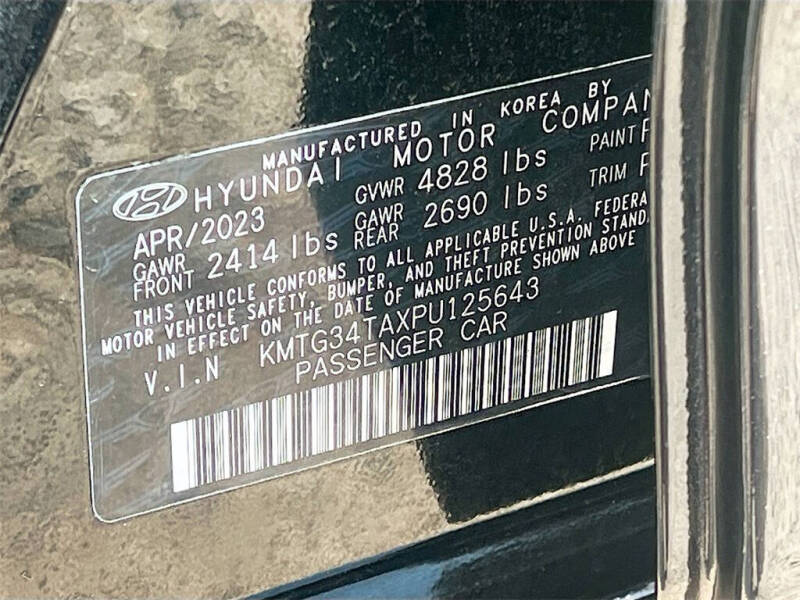 MANUFACTURED IN KOREA BY
HYUNDAI MOTOR COMPAN
APR/2023 GVWR 4828 lbs PAINT
GAWR FRONT 2414 lbs GAWR REAR 2690 lbs TRIM
THIS VEHICLE CONFORMS TO ALL APPLICABLE U.S.A. FEDERA
MOTOR VEHICLE SAFETY, BUMPER, AND THEFT PREVENTION STAND
IN EFFECT ON THE DATE OF MANUFACTURE SHOWN ABOVE
V.I.N KMTG34TAXPU125643
PASSENGER CAR